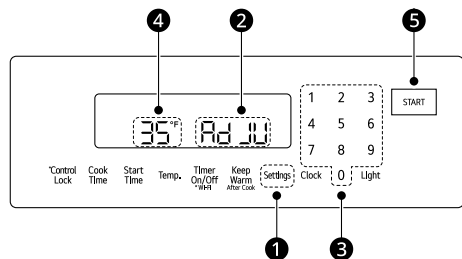 4 2 5
1 2 3
START
35°F AdJU
4 5 6
7 8 9
*Control Lock
Cook Time
Start Time
Temp.
Timer On/Off
*Wi-Fi
Keep Warm
After Cook
Settings
Clock
0
Light
1 3